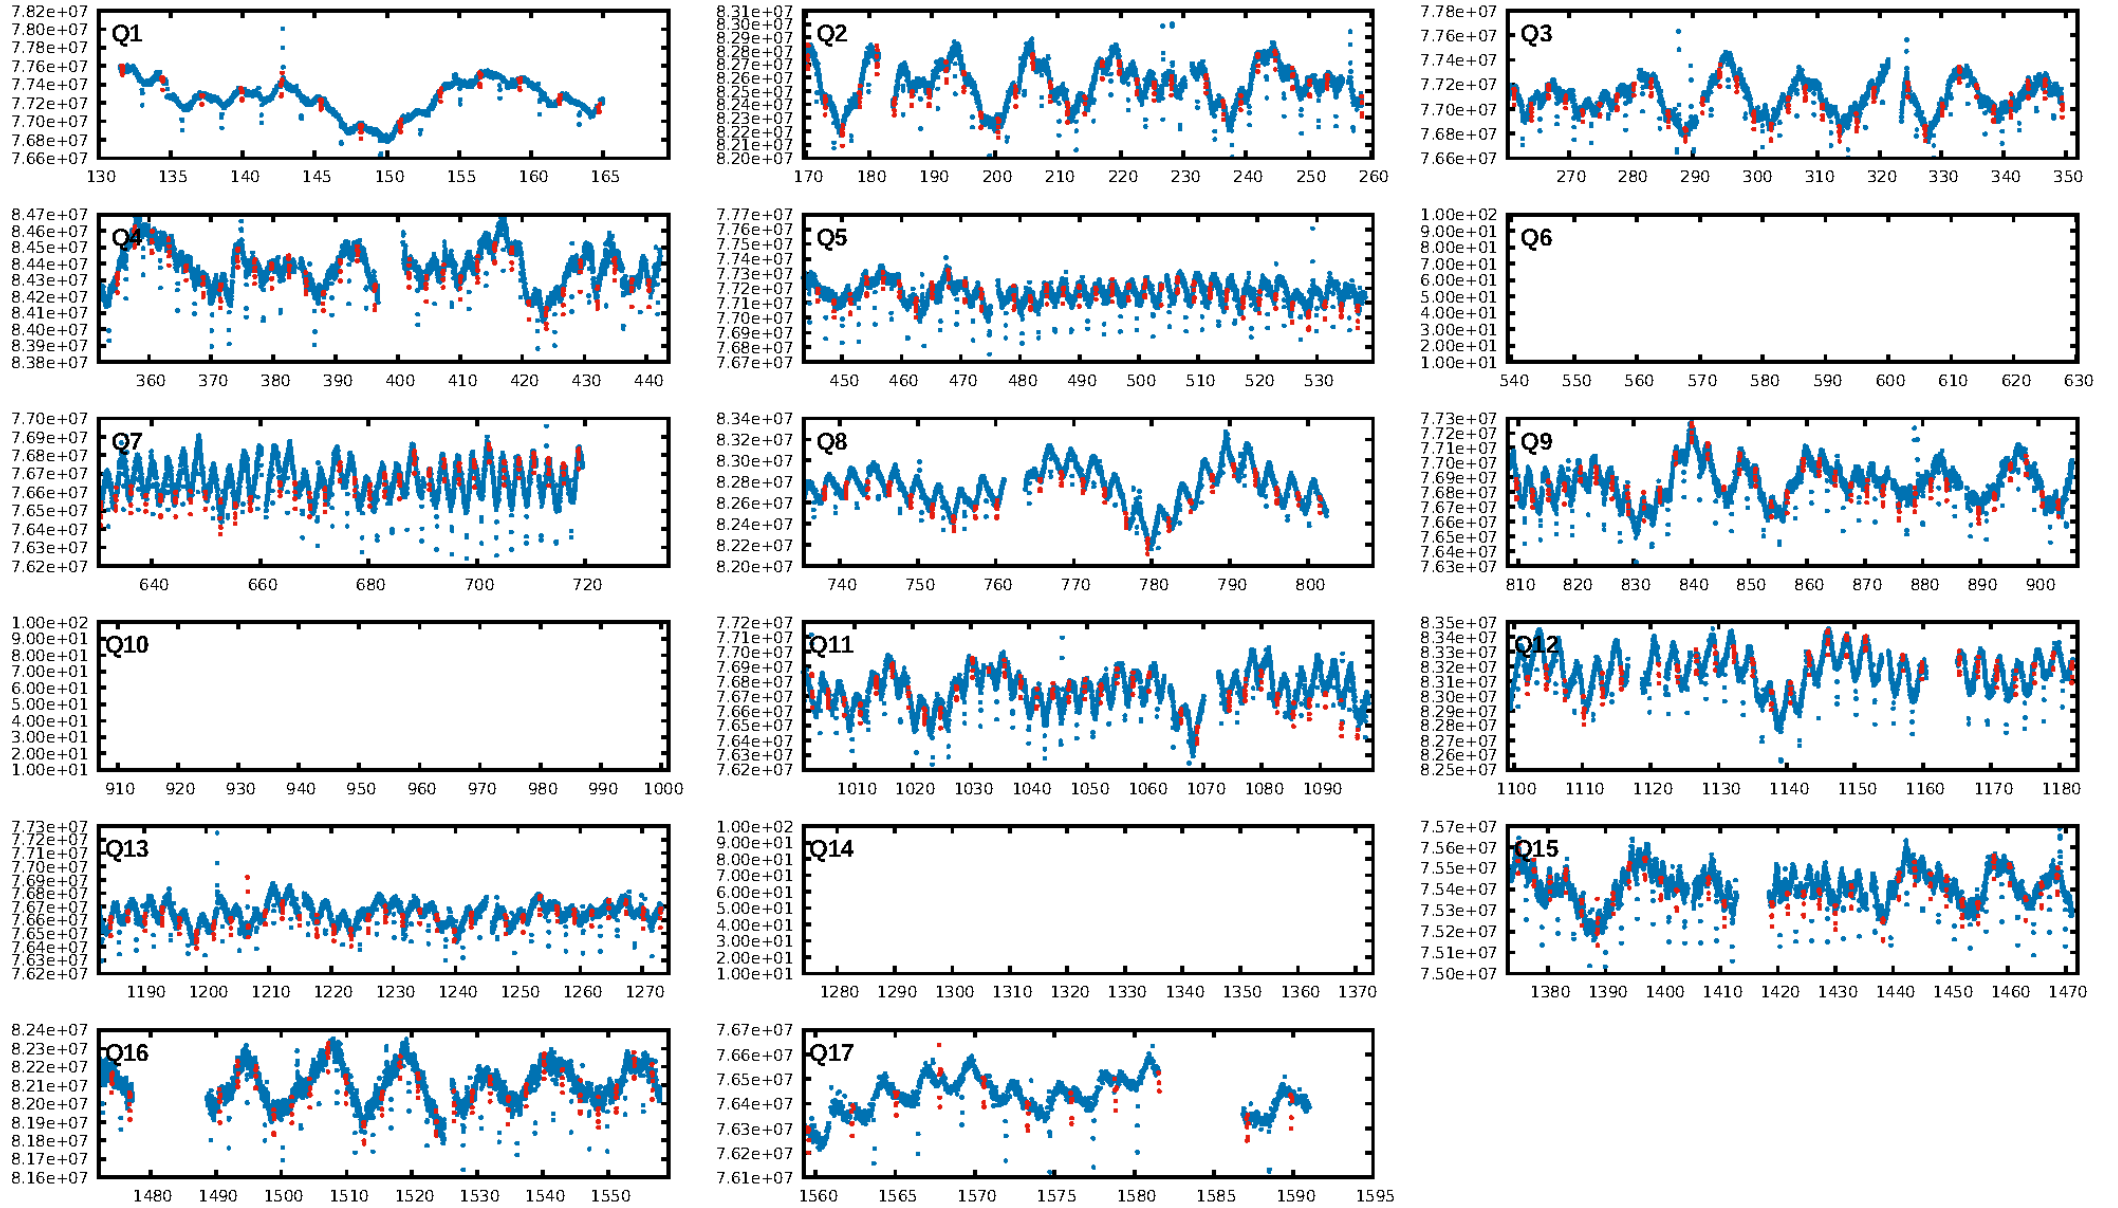 7.82e+07
7.80e+07
7.78e+07
7.76e+07
7.74e+07
7.72e+07
7.70e+07
7.68e+07
7.66e+07
Q1
130 135 140 145 150 155 160 165
8.31e+07
8.30e+07
8.29e+07
8.28e+07
8.27e+07
8.26e+07
8.25e+07
8.24e+07
8.23e+07
8.22e+07
8.21e+07
8.20e+07
Q2
170 180 190 200 210 220 230 240 250 260
7.78e+07
7.76e+07
7.74e+07
7.72e+07
7.70e+07
7.68e+07
7.66e+07
Q3
270 280 290 300 310 320 330 340 350
8.47e+07
8.46e+07
8.45e+07
8.44e+07
8.43e+07
8.42e+07
8.41e+07
8.40e+07
8.39e+07
8.38e+07
Q4
360 370 380 390 400 410 420 430 440
7.77e+07
7.76e+07
7.75e+07
7.74e+07
7.73e+07
7.72e+07
7.71e+07
7.70e+07
7.69e+07
7.68e+07
7.67e+07
Q5
450 460 470 480 490 500 510 520 530
1.00e+02
9.00e+01
8.00e+01
7.00e+01
6.00e+01
5.00e+01
4.00e+01
3.00e+01
2.00e+01
1.00e+01
Q6
540 550 560 570 580 590 600 610 620 630
7.70e+07
7.69e+07
7.68e+07
7.67e+07
7.66e+07
7.65e+07
7.64e+07
7.63e+07
7.62e+07
Q7
640 660 680 700 720
8.34e+07
8.32e+07
8.30e+07
8.28e+07
8.26e+07
8.24e+07
8.22e+07
8.20e+07
Q8
740 750 760 770 780 790 800
7.73e+07
7.72e+07
7.71e+07
7.70e+07
7.69e+07
7.68e+07
7.67e+07
7.66e+07
7.65e+07
7.64e+07
7.63e+07
Q9
810 820 830 840 850 860 870 880 890 900
1.00e+02
9.00e+01
8.00e+01
7.00e+01
6.00e+01
5.00e+01
4.00e+01
3.00e+01
2.00e+01
1.00e+01
Q10
910 920 930 940 950 960 970 980 990 1000
7.72e+07
7.71e+07
7.70e+07
7.69e+07
7.68e+07
7.67e+07
7.66e+07
7.65e+07
7.64e+07
7.63e+07
7.62e+07
Q11
1010 1020 1030 1040 1050 1060 1070 1080 1090
8.35e+07
8.34e+07
8.33e+07
8.32e+07
8.31e+07
8.30e+07
8.29e+07
8.28e+07
8.27e+07
8.26e+07
8.25e+07
Q12
1100 1110 1120 1130 1140 1150 1160 1170 1180
7.73e+07
7.72e+07
7.71e+07
7.70e+07
7.69e+07
7.68e+07
7.67e+07
7.66e+07
7.65e+07
7.64e+07
7.63e+07
7.62e+07
Q13
1190 1200 1210 1220 1230 1240 1250 1260 1270
1.00e+02
9.00e+01
8.00e+01
7.00e+01
6.00e+01
5.00e+01
4.00e+01
3.00e+01
2.00e+01
1.00e+01
Q14
1280 1290 1300 1310 1320 1330 1340 1350 1360 1370
7.57e+07
7.56e+07
7.55e+07
7.54e+07
7.53e+07
7.52e+07
7.51e+07
7.50e+07
Q15
1380 1390 1400 1410 1420 1430 1440 1450 1460 1470
8.24e+07
8.23e+07
8.22e+07
8.21e+07
8.20e+07
8.19e+07
8.18e+07
8.17e+07
8.16e+07
Q16
1480 1490 1500 1510 1520 1530 1540 1550
7.67e+07
7.66e+07
7.65e+07
7.64e+07
7.63e+07
7.62e+07
7.61e+07
Q17
1560 1565 1570 1575 1580 1585 1590 1595